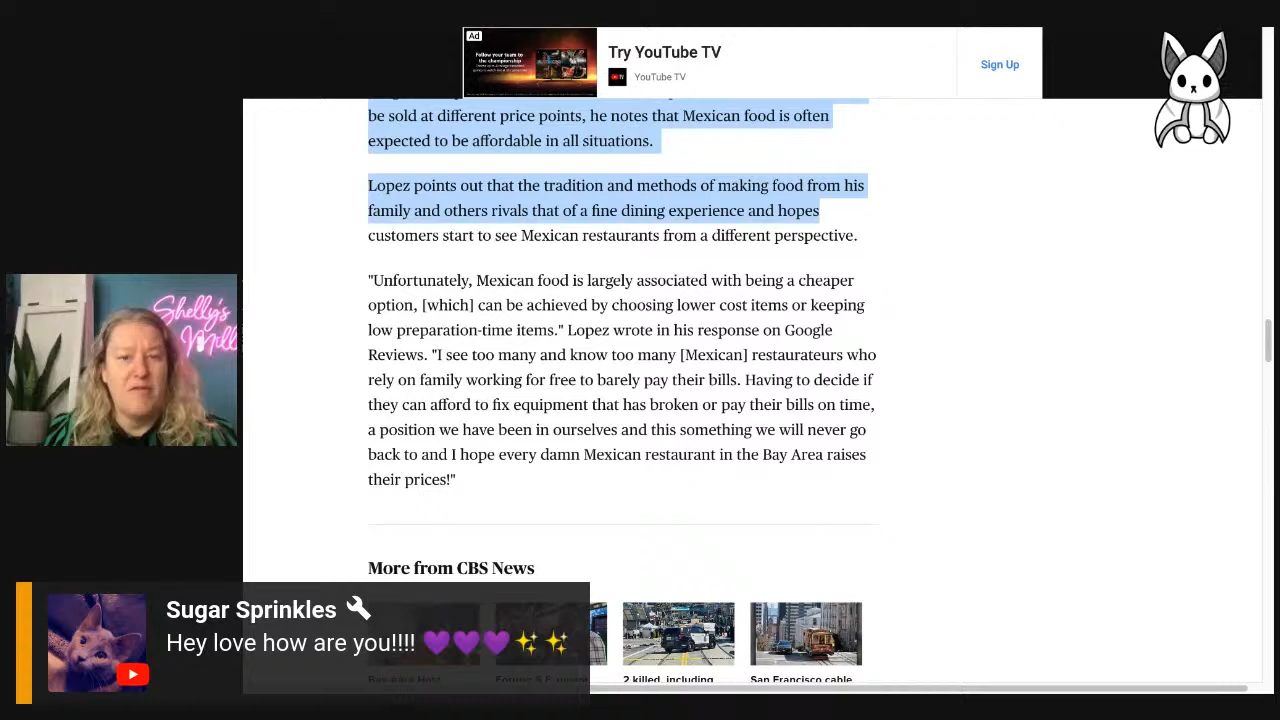 Ad
Follow your team to
the championship
Try YouTube TV
YouTube TV
Sign Up
be sold at different price points, he notes that Mexican food is often
expected to be affordable in all situations.
Lopez points out that the tradition and methods of making food from his
family and others rivals that of a fine dining experience and hopes
customers start to see Mexican restaurants from a different perspective.
"Unfortunately, Mexican food is largely associated with being a cheaper
option, [which] can be achieved by choosing lower cost items or keeping
low preparation-time items." Lopez wrote in his response on Google
Reviews. "I see too many and know too many [Mexican] restaurateurs who
rely on family working for free to barely pay their bills. Having to decide if
they can afford to fix equipment that has broken or pay their bills on time,
a position we have been in ourselves and this something we will never go
back to and I hope every damn Mexican restaurant in the Bay Area raises
their prices!"
Shelly's
Mill
More from CBS News
Sugar Sprinkles 🔧
Hey love how are you!!!! 💜💜💜✨✨
2 killed, including
San Francisco cable